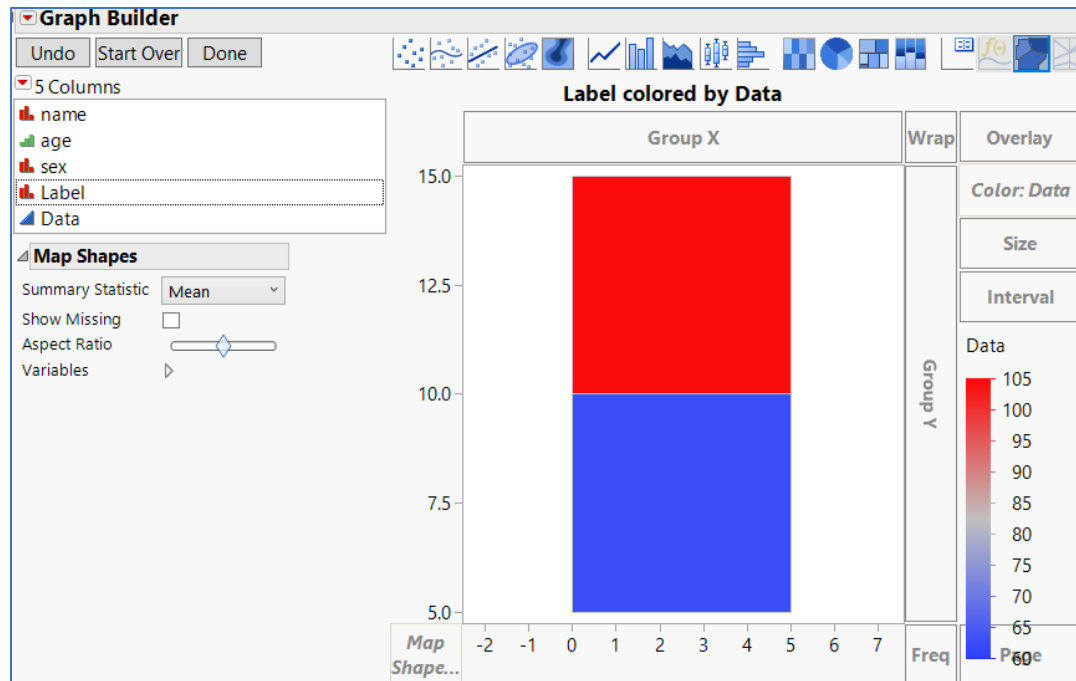 Graph Builder
Undo Start Over Done
5 Columns
name
age
sex
Label
Data
Map Shapes
Summary Statistic Mean
Show Missing
Aspect Ratio
Variables
Label colored by Data
Group X
Wrap
Overlay
Color: Data
Size
Interval
Group Y
15.0
12.5
10.0
7.5
5.0
Data
105
100
95
90
85
80
75
70
65
60
Map
Shape...
-2 -1 0 1 2 3 4 5 6 7
Freq
Page